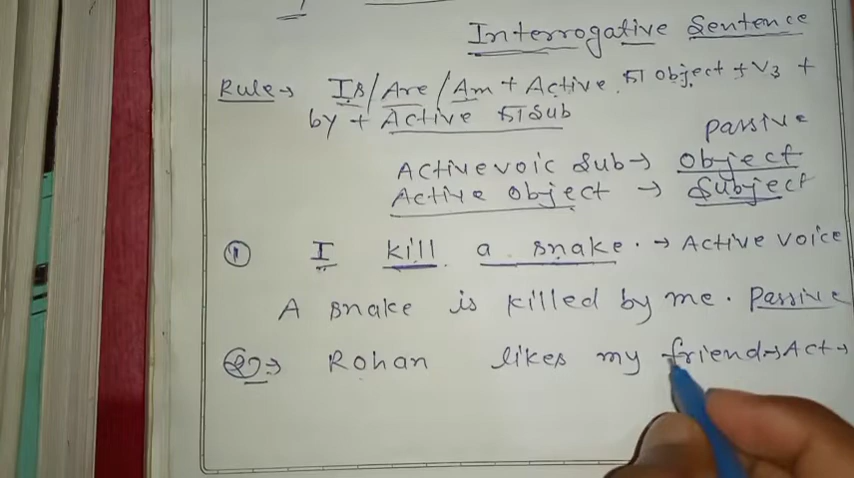 Interrogative Sentence
Rule→ Is/Are/Am + Active का object + V3 +
by + Active का Sub
Passive
Active voic Sub → object
Active object → Subject
① I kill a snake. → Active voice
A snake is killed by me. Passive
②⇒ Rohan likes my friend→Act→